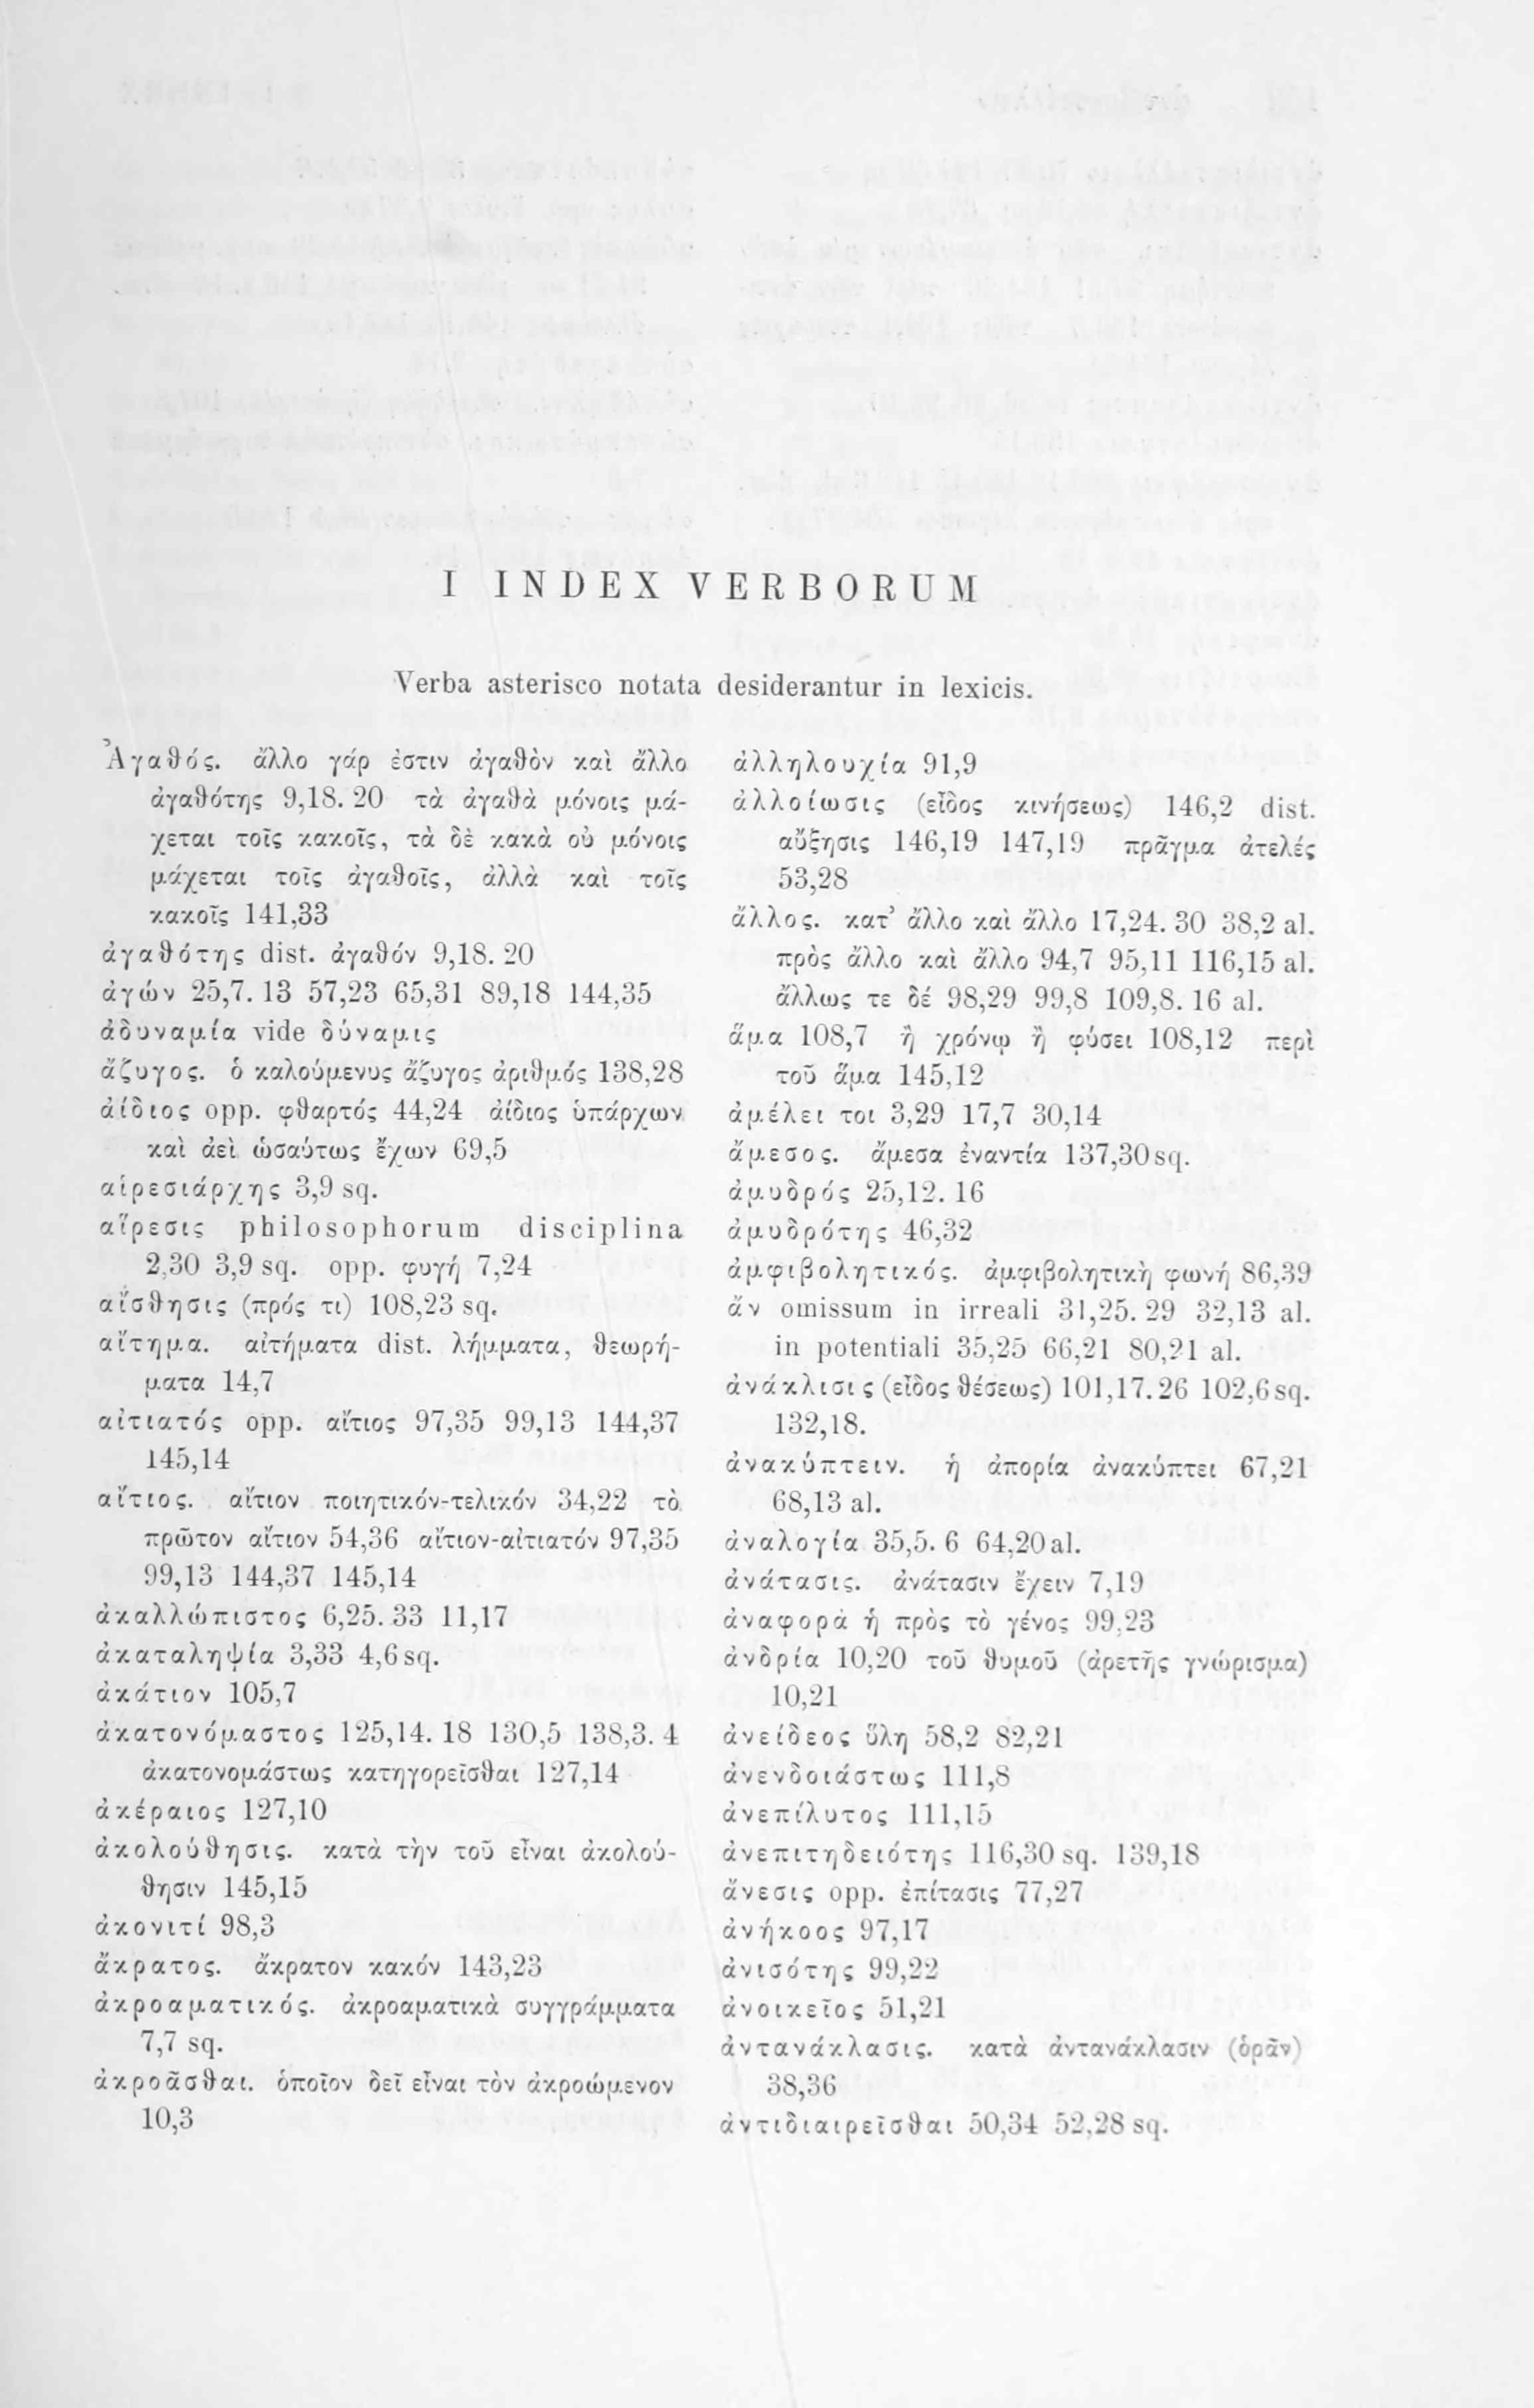 I INDEX VERBORUM
Verba asterisco notata desiderantur in lexicis.
Ἀγαθός. ἄλλο γάρ ἐστιν ἀγαθὸν καὶ ἄλλο
ἀγαθότης 9,18. 20 τὰ ἀγαθὰ μόνοις μά-
χεται τοῖς κακοῖς, τὰ δὲ κακὰ οὐ μόνοις
μάχεται τοῖς ἀγαθοῖς, ἀλλὰ καὶ τοῖς
κακοῖς 141,33
ἀγαθότης dist. ἀγαθόν 9,18. 20
ἀγών 25,7. 13 57,23 65,31 89,18 144,35
ἀδυναμία vide δύναμις
ἄζυγος. ὁ καλούμενυς ἄζυγος ἀριθμός 138,28
ἀίδιος opp. φθαρτός 44,24 ἀίδιος ὑπάρχων
καὶ ἀεὶ ὡσαύτως ἔχων 69,5
αἱρεσιάρχης 3,9 sq.
αἵρεσις philosophorum disciplina
2,30 3,9 sq. opp. φυγή 7,24
αἴσθησις (πρός τι) 108,23 sq.
αἴτημα. αἰτήματα dist. λήμματα, θεωρή-
ματα 14,7
αἰτιατός opp. αἴτιος 97,35 99,13 144,37
145,14
αἴτιος. αἴτιον ποιητικόν-τελικόν 34,22 τὸ
πρῶτον αἴτιον 54,36 αἴτιον-αἰτιατόν 97,35
99,13 144,37 145,14
ἀκαλλώπιστος 6,25. 33 11,17
ἀκαταληψία 3,33 4,6 sq.
ἀκάτιον 105,7
ἀκατονόμαστος 125,14. 18 130,5 138,3. 4
ἀκατονομάστως κατηγορεῖσθαι 127,14
ἀκέραιος 127,10
ἀκολούθησις. κατὰ τὴν τοῦ εἶναι ἀκολού-
θησιν 145,15
ἀκονιτί 98,3
ἄκρατος. ἄκρατον κακόν 143,23
ἀκροαματικός. ἀκροαματικὰ συγγράμματα
7,7 sq.
ἀκροᾶσθαι. ὁποῖον δεῖ εἶναι τὸν ἀκροώμενον
10,3
ἀλληλουχία 91,9
ἀλλοίωσις (εἶδος κινήσεως) 146,2 dist.
αὔξησις 146,19 147,19 πρᾶγμα ἀτελές
53,28
ἄλλος. κατ’ ἄλλο καὶ ἄλλο 17,24. 30 38,2 al.
πρὸς ἄλλο καὶ ἄλλο 94,7 95,11 116,15 al.
ἄλλως τε δέ 98,29 99,8 109,8. 16 al.
ἅμα 108,7 ἢ χρόνῳ ἢ φύσει 108,12 περὶ
τοῦ ἅμα 145,12
ἀμέλει τοι 3,29 17,7 30,14
ἄμεσος. ἄμεσα ἐναντία 137,30 sq.
ἀμυδρός 25,12. 16
ἀμυδρότης 46,32
ἀμφιβολητικός. ἀμφιβολητικὴ φωνή 86,39
ἄν omissum in irreali 31,25. 29 32,13 al.
in potentiali 35,25 66,21 80,21 al.
ἀνάκλισις (εἶδος θέσεως) 101,17. 26 102,6 sq.
132,18.
ἀνακύπτειν. ἡ ἀπορία ἀνακύπτει 67,21
68,13 al.
ἀναλογία 35,5. 6 64,20 al.
ἀνάτασις. ἀνάτασιν ἔχειν 7,19
ἀναφορὰ ἡ πρὸς τὸ γένος 99,23
ἀνδρία 10,20 τοῦ θυμοῦ (ἀρετῆς γνώρισμα)
10,21
ἀνείδεος ὕλη 58,2 82,21
ἀνενδοιάστως 111,8
ἀνεπίλυτος 111,15
ἀνεπιτηδειότης 116,30 sq. 139,18
ἄνεσις opp. ἐπίτασις 77,27
ἀνήκοος 97,17
ἀνισότης 99,22
ἀνοικεῖος 51,21
ἀντανάκλασις. κατὰ ἀντανάκλασιν (ὁρᾶν)
38,36
ἀντιδιαιρεῖσθαι 50,34 52,28 sq.